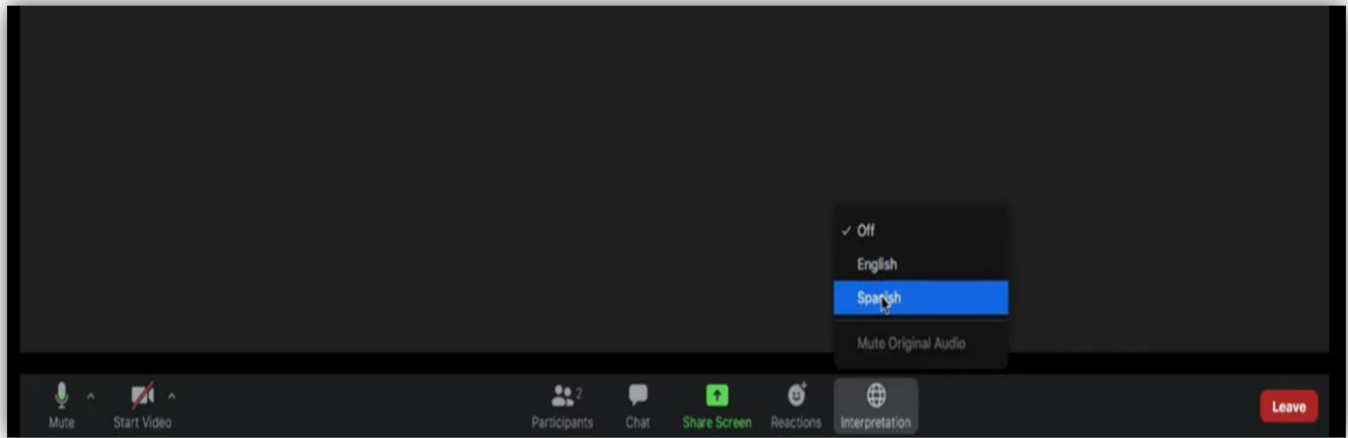 Off
English
Spanish
Mute Original Audio
Mute
Start Video
Participants 2
Chat
Share Screen
Reactions
Interpretation
Leave